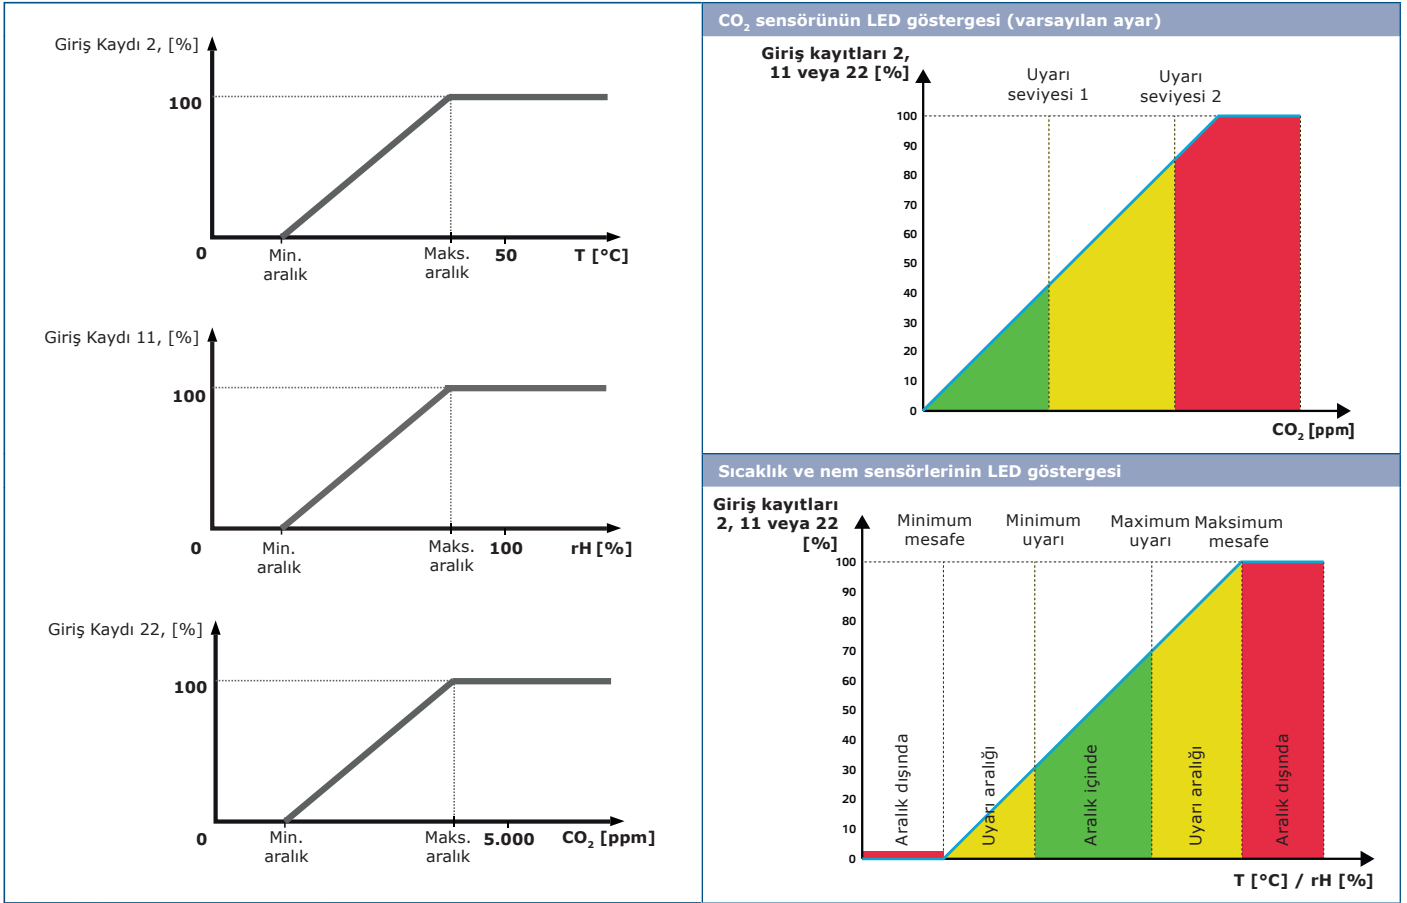 Giriş Kaydı 2, [%]
100
0
Min.
aralık
Maks.
aralık
50
T [°C]
Giriş Kaydı 11, [%]
100
0
Min.
aralık
Maks.
aralık
100
rH [%]
Giriş Kaydı 22, [%]
100
0
Min.
aralık
Maks.
aralık
5.000
CO₂ [ppm]
CO₂ sensörünün LED göstergesi (varsayılan ayar)
Giriş kayıtları 2,
11 veya 22 [%]
Uyarı
seviyesi 1
Uyarı
seviyesi 2
100
90
80
70
60
50
40
30
20
10
0
CO₂ [ppm]
Sıcaklık ve nem sensörlerinin LED göstergesi
Giriş kayıtları
2, 11 veya 22
[%]
Minimum
mesafe
Minimum
uyarı
Maximum
uyarı
Maksimum
mesafe
100
90
80
70
60
50
40
30
20
10
0
Aralık dışında
Uyarı aralığı
Aralık içinde
Uyarı aralığı
Aralık dışında
T [°C] / rH [%]